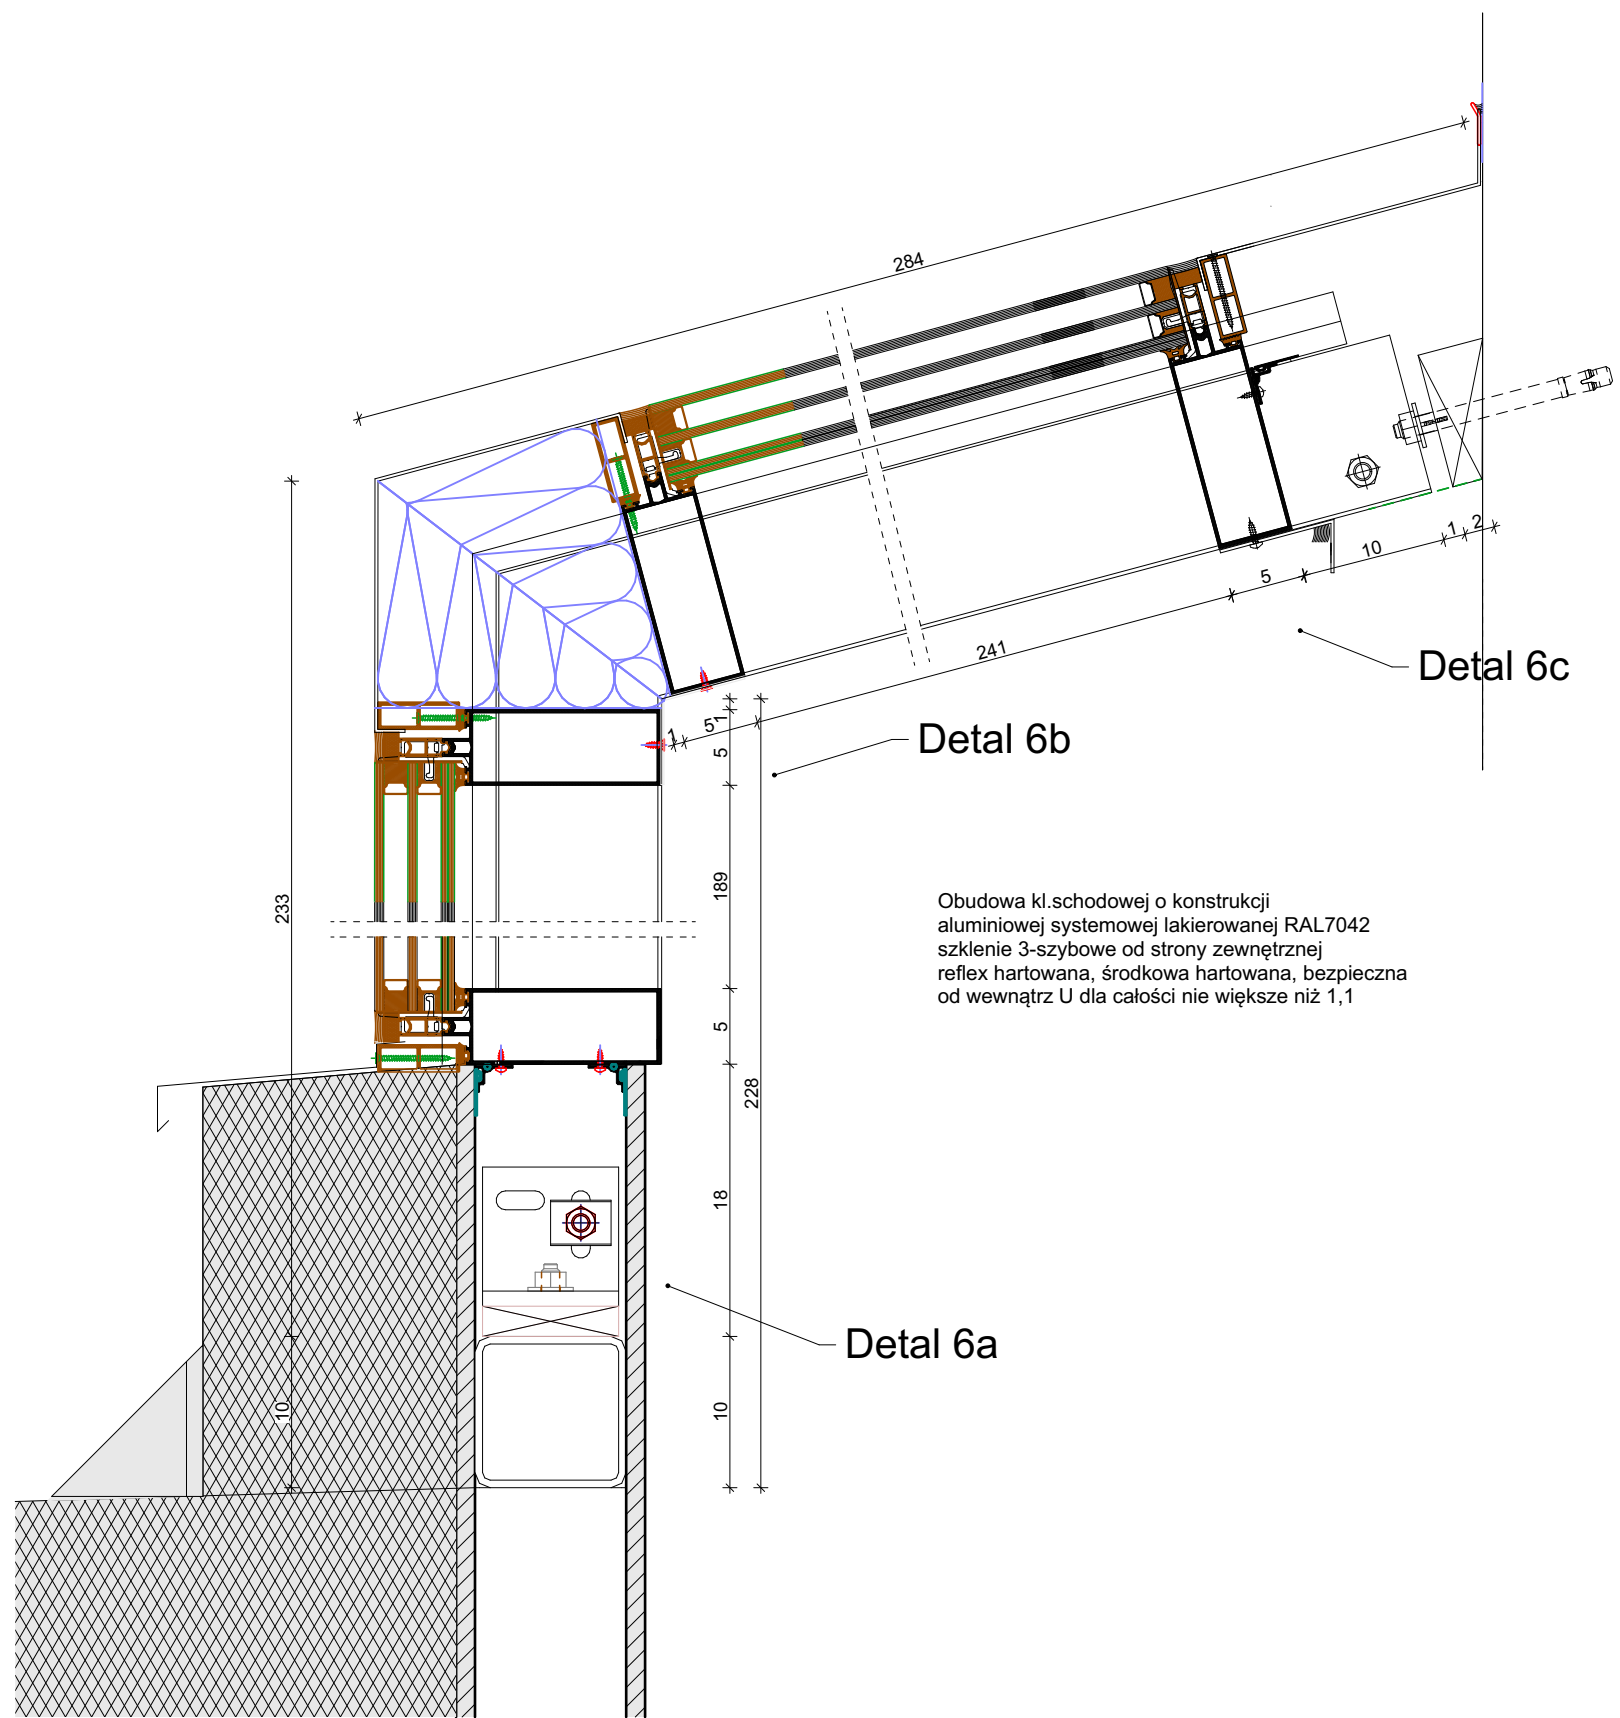 284
1
2
10
5
241
Detal 6c
1
5
1
5
Detal 6b
189
233
Obudowa kl.schodowej o konstrukcji
aluminiowej systemowej lakierowanej RAL7042
szklenie 3-szybowe od strony zewnętrznej
reflex hartowana, środkowa hartowana, bezpieczna
od wewnątrz U dla całości nie większe niż 1,1
5
228
18
Detal 6a
10
10